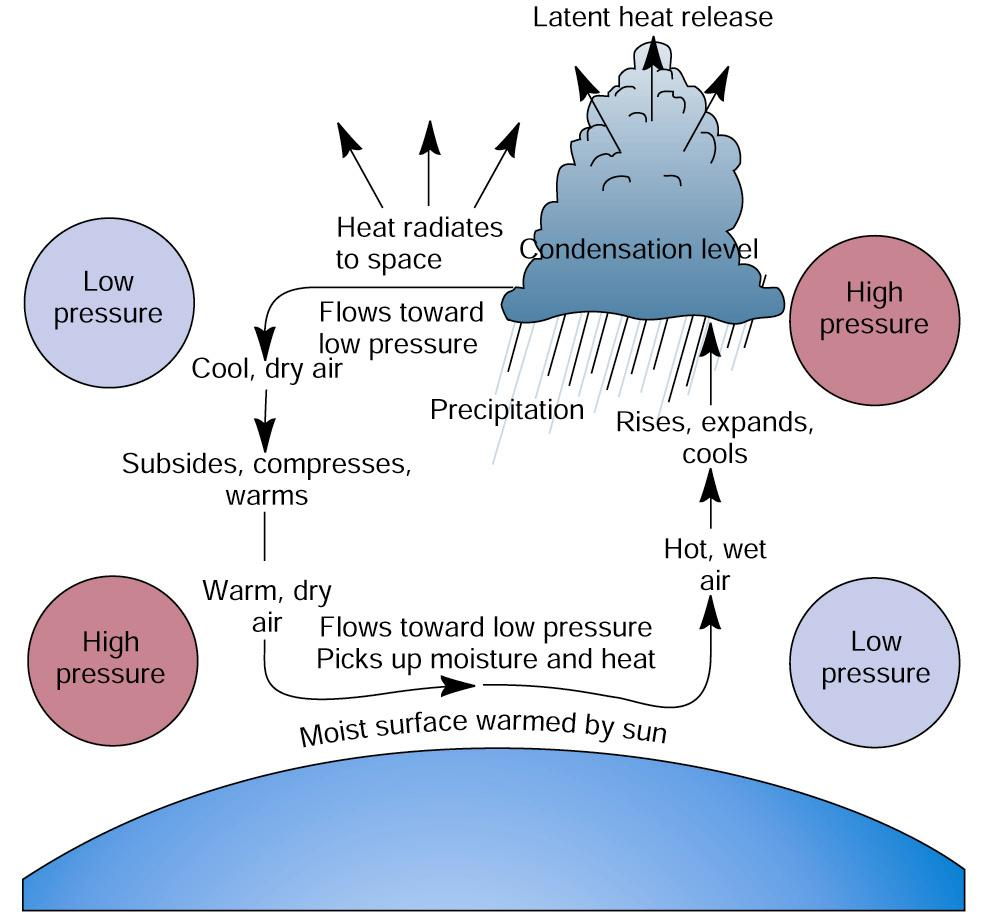 Latent heat release
Heat radiates
to space
Condensation level
Low
pressure
High
pressure
Flows toward
low pressure
Cool, dry air
Precipitation
Rises, expands,
cools
Subsides, compresses,
warms
Hot, wet
air
Warm, dry
air
Flows toward low pressure
Picks up moisture and heat
High
pressure
Low
pressure
Moist surface warmed by sun